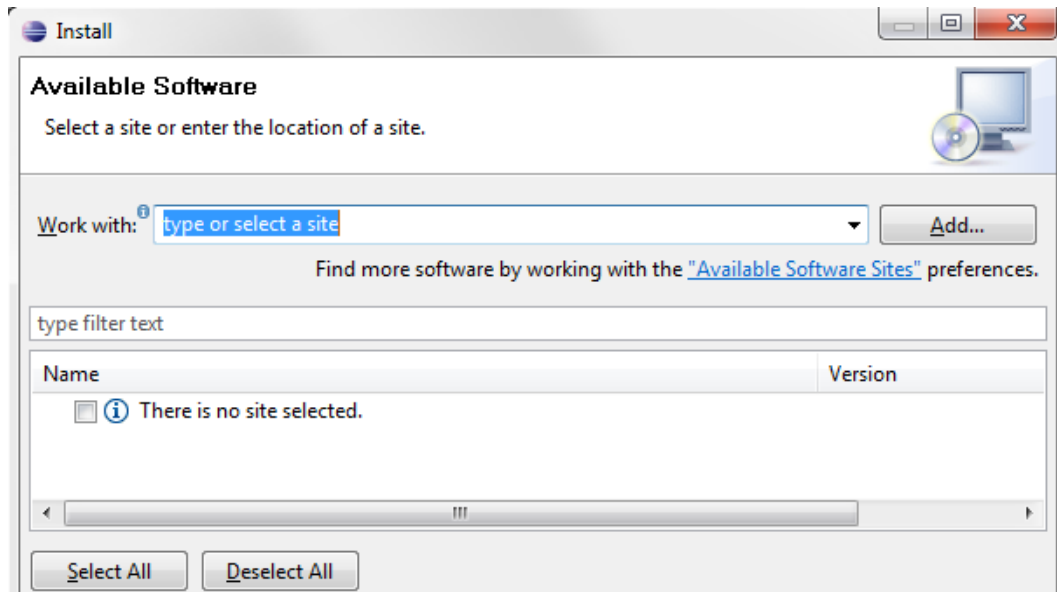 Install
Available Software
Select a site or enter the location of a site.
Work with: type or select a site Add...
Find more software by working with the "Available Software Sites" preferences.
type filter text
Name Version
There is no site selected.
Select All Deselect All